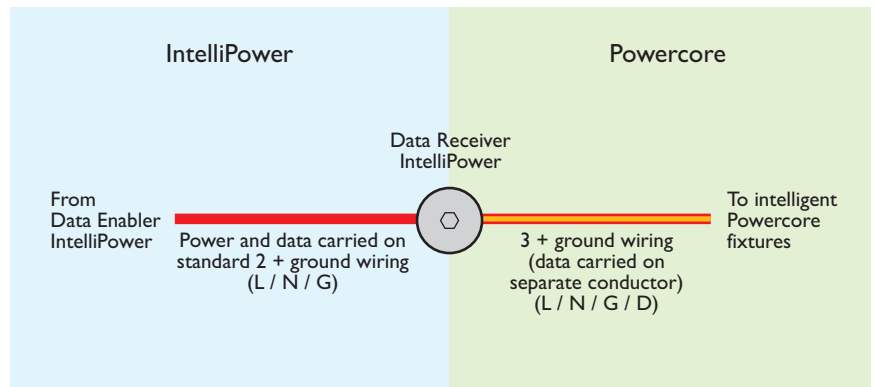 IntelliPower
Powercore
Data Receiver
IntelliPower
From
Data Enabler
IntelliPower
Power and data carried on
standard 2 + ground wiring
(L / N / G)
3 + ground wiring
(data carried on
separate conductor)
(L / N / G / D)
To intelligent
Powercore
fixtures